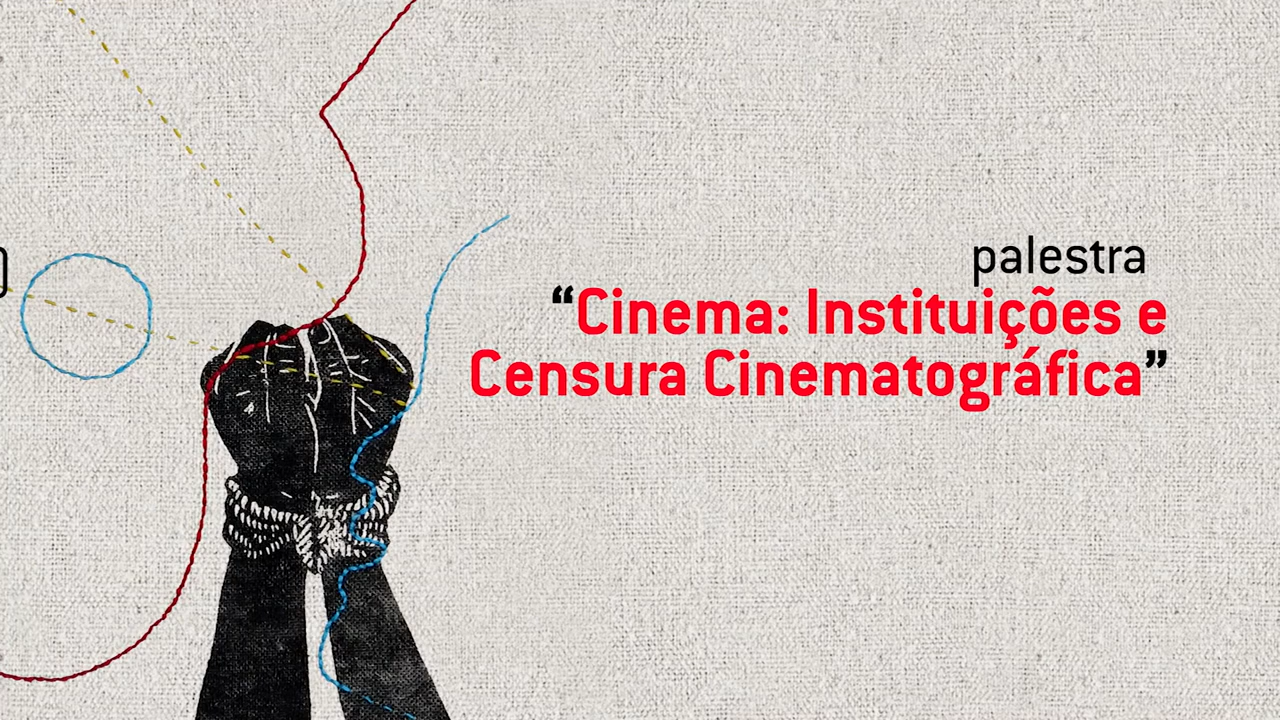 palestra
“Cinema: Instituições e
Censura Cinematográfica”